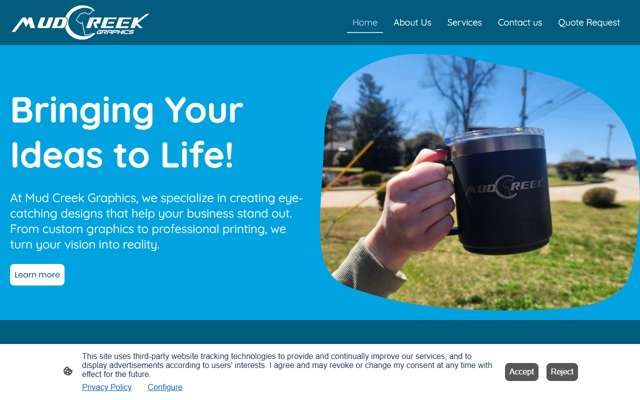 MUD CREEK
GRAPHICS
Home
About Us
Services
Contact us
Quote Request
Bringing Your
Ideas to Life!
At Mud Creek Graphics, we specialize in creating eye-
catching designs that help your business stand out.
From custom graphics to professional printing, we
turn your vision into reality.
Learn more
MUD CREEK
This site uses third-party website tracking technologies to provide and continually improve our services, and to
display advertisements according to users' interests. I agree and may revoke or change my consent at any time with
effect for the future.
Privacy Policy
Configure
Accept
Reject